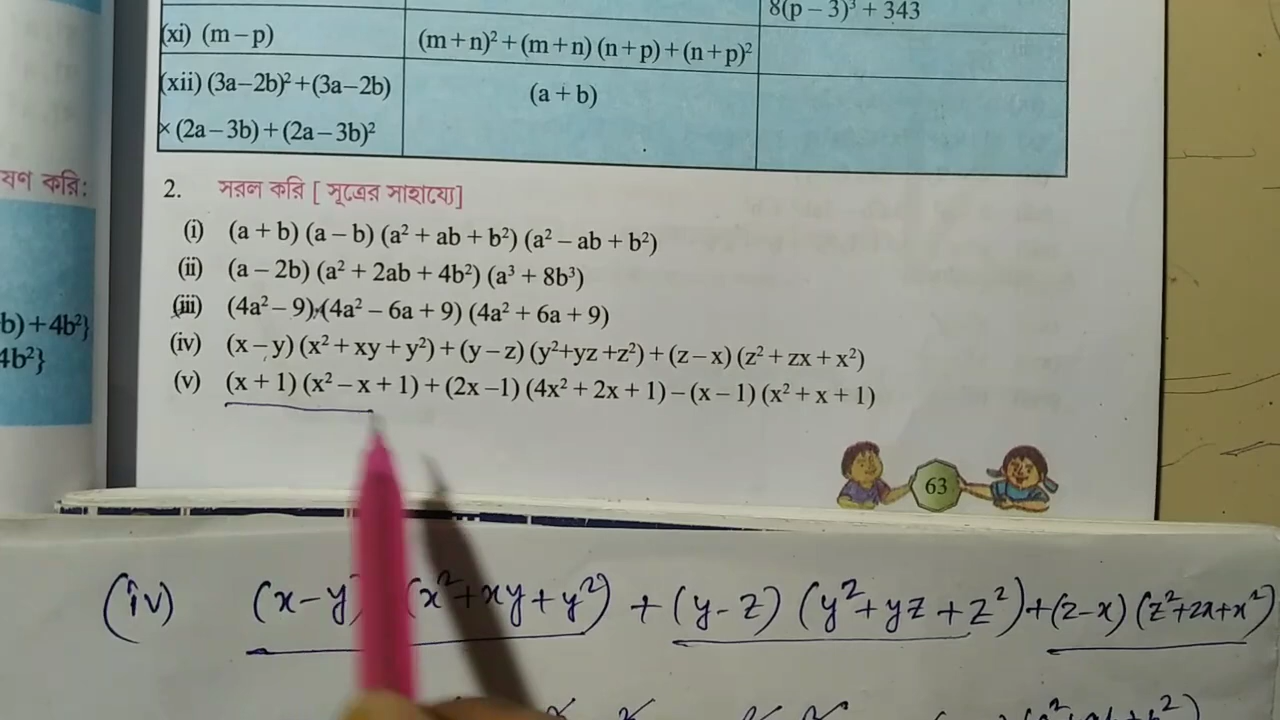 8(p – 3)³ + 343
(xi) (m – p) (m + n)² + (m + n) (n + p) + (n + p)²
(xii) (3a – 2b)² + (3a – 2b) (a + b)
× (2a – 3b) + (2a – 3b)²
করি:
b) + 4b²}
4b²}
2. সরল করি [ সূত্রের সাহায্যে]
(i) (a + b) (a – b) (a² + ab + b²) (a² – ab + b²)
(ii) (a – 2b) (a² + 2ab + 4b²) (a³ + 8b³)
(iii) (4a² – 9) (4a² – 6a + 9) (4a² + 6a + 9)
(iv) (x – y) (x² + xy + y²) + (y – z) (y² + yz + z²) + (z – x) (z² + zx + x²)
(v) (x + 1) (x² – x + 1) + (2x – 1) (4x² + 2x + 1) – (x – 1) (x² + x + 1)
63
(iv) (x – y) (x² + xy + y²) + (y – z) (y² + yz + z²) + (z – x) (z² + zx + x²)